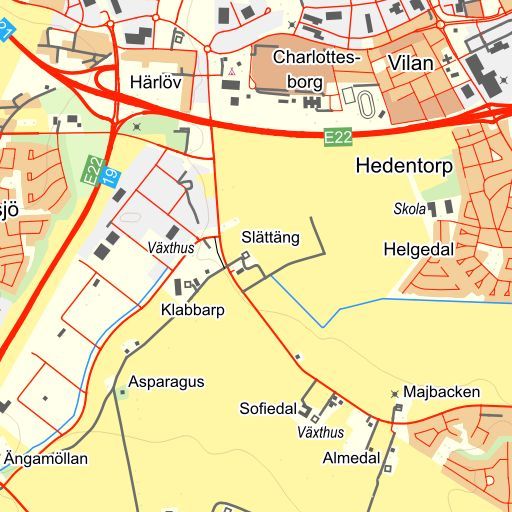 21
Charlottes-
borg
Vilan
Härlöv
E22
Hedentorp
E22
19
sjö
Skola
Slättäng
Växthus
Helgedal
Klabbarp
Asparagus
Majbacken
Sofiedal
Växthus
Almedal
Ängamöllan